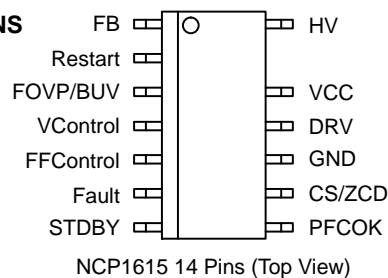 NS
FB
HV
Restart
FOVP/BUV
VCC
VControl
DRV
FFControl
GND
Fault
CS/ZCD
STDBY
PFCOK
NCP1615 14 Pins (Top View)